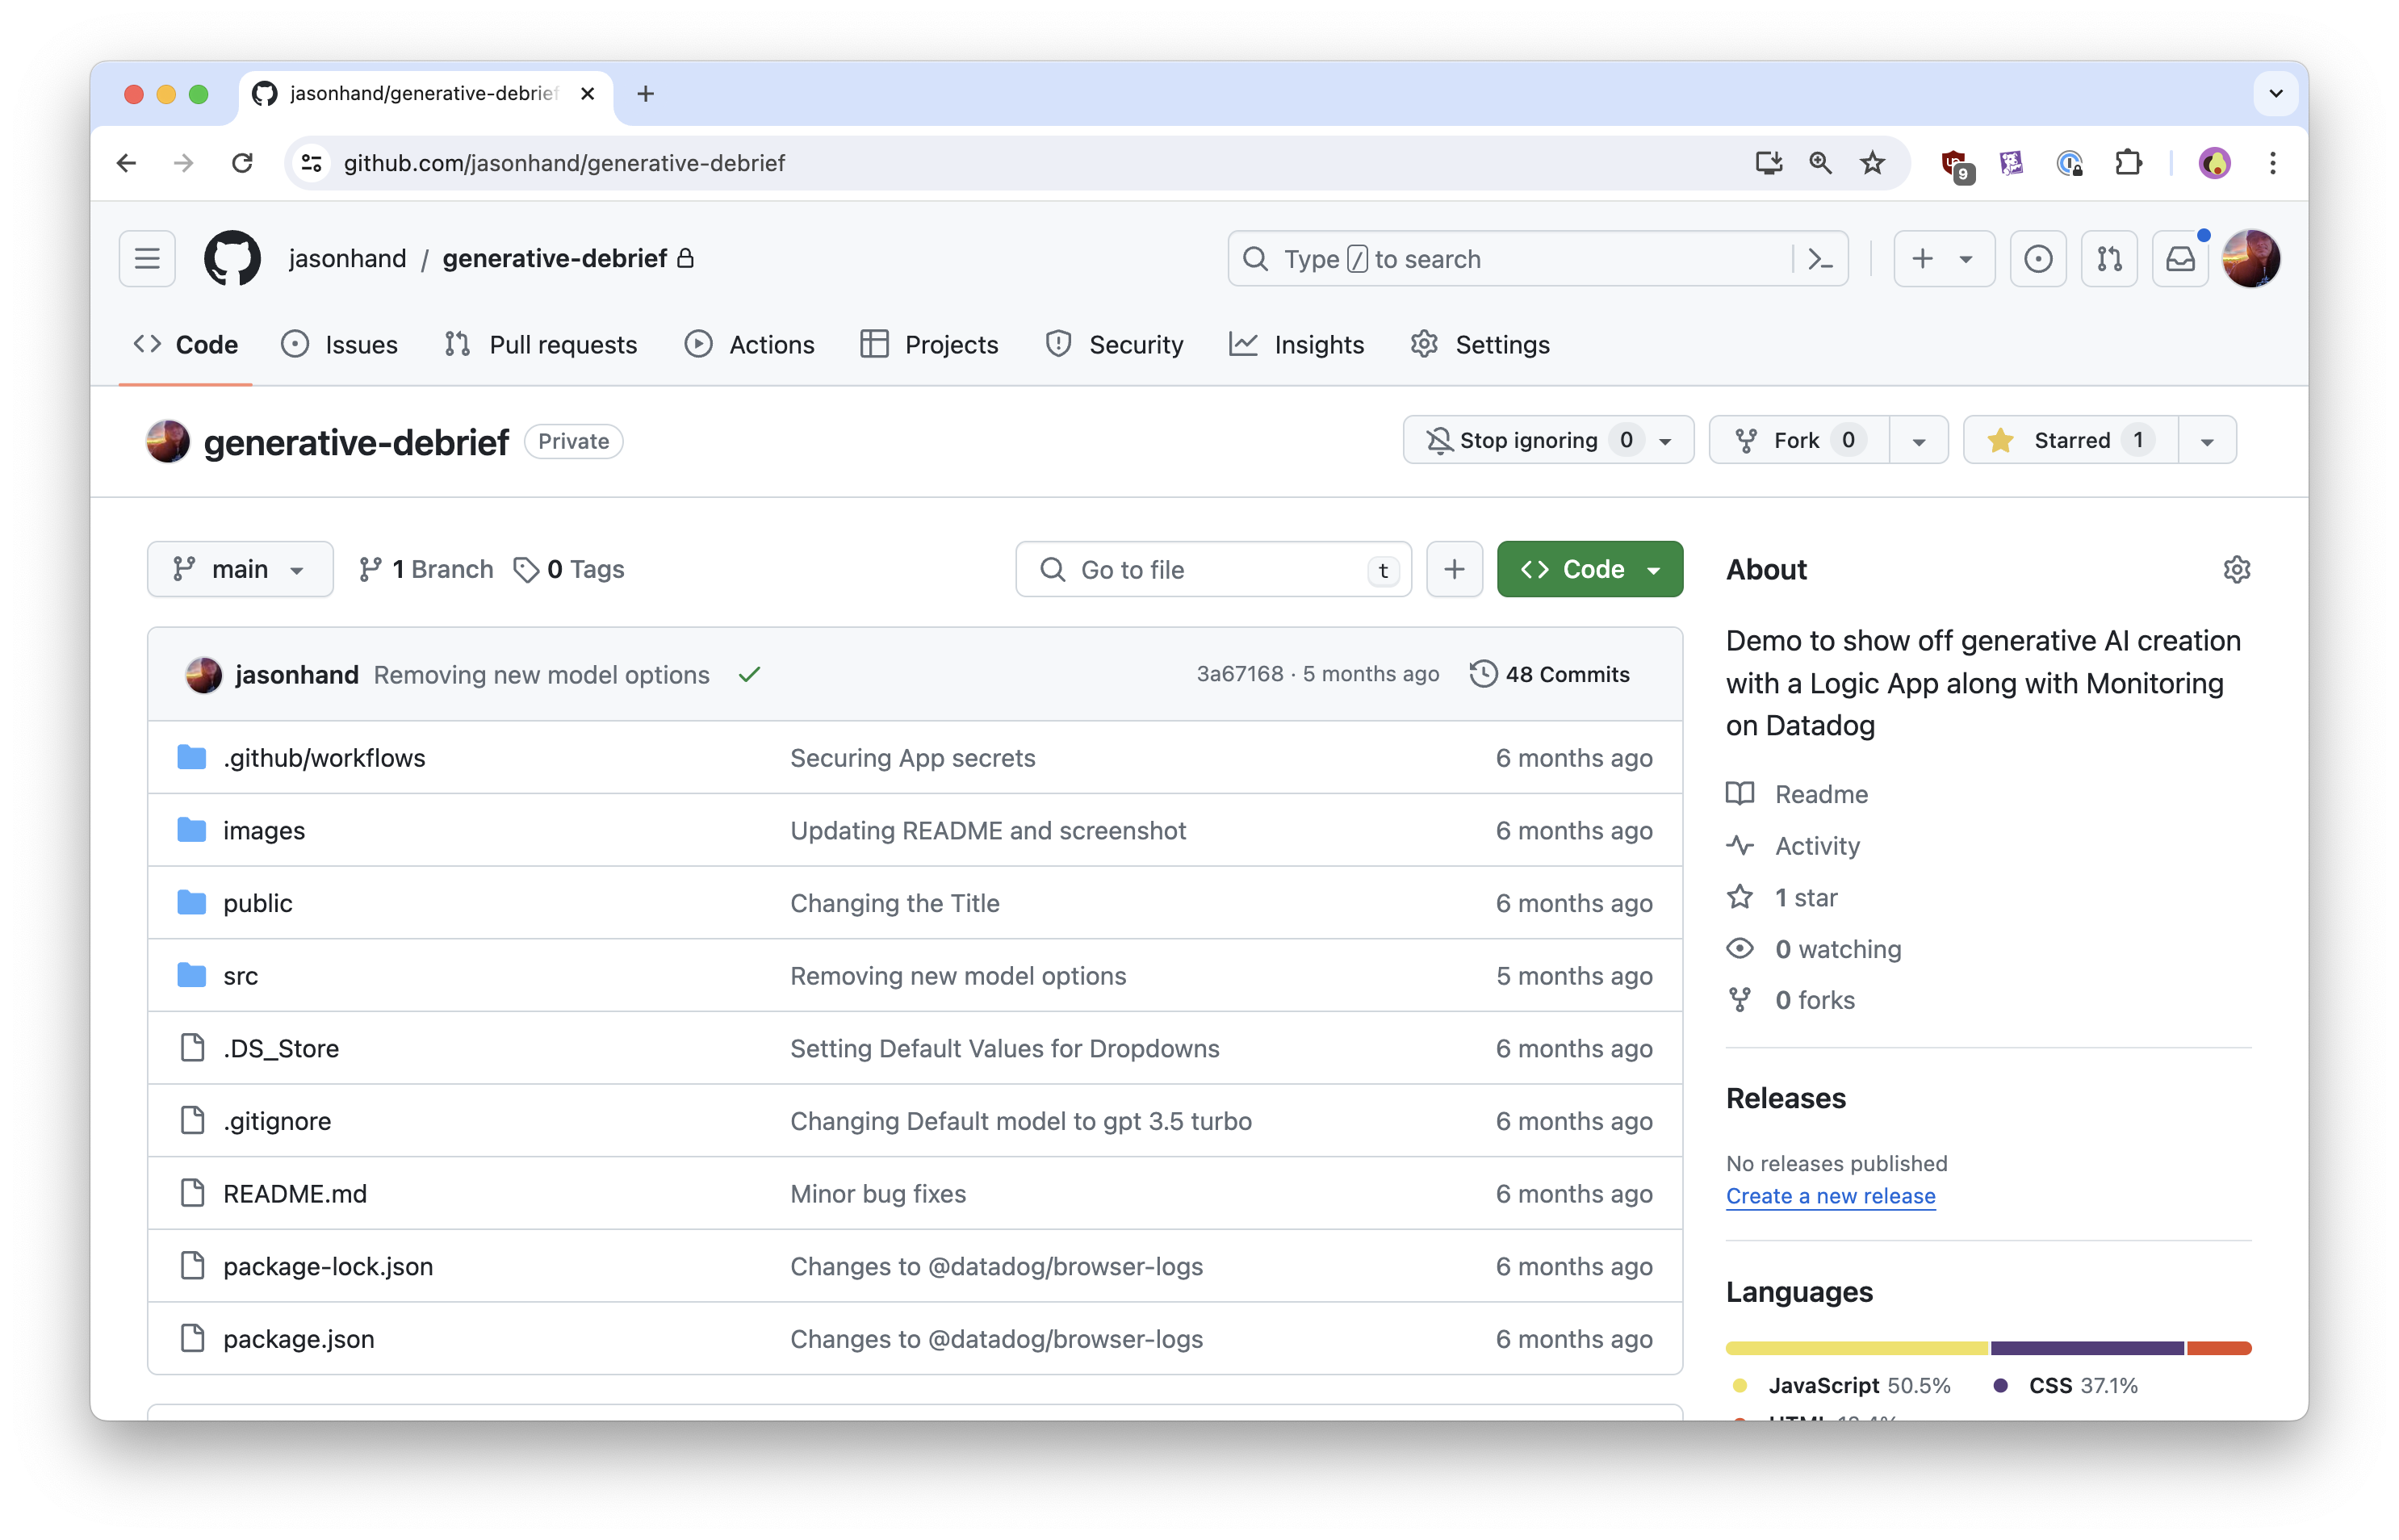 jasonhand/generative-debrief
github.com/jasonhand/generative-debrief
9
jasonhand / generative-debrief
Type / to search
Code Issues Pull requests Actions Projects Security Insights Settings
generative-debrief Private
Stop ignoring 0 Fork 0 Starred 1
main 1 Branch 0 Tags
Go to file t
Code
jasonhand Removing new model options 3a67168 · 5 months ago 48 Commits
.github/workflows Securing App secrets 6 months ago
images Updating README and screenshot 6 months ago
public Changing the Title 6 months ago
src Removing new model options 5 months ago
.DS_Store Setting Default Values for Dropdowns 6 months ago
.gitignore Changing Default model to gpt 3.5 turbo 6 months ago
README.md Minor bug fixes 6 months ago
package-lock.json Changes to @datadog/browser-logs 6 months ago
package.json Changes to @datadog/browser-logs 6 months ago
About
Demo to show off generative AI creation
with a Logic App along with Monitoring
on Datadog
Readme
Activity
1 star
0 watching
0 forks
Releases
No releases published
Create a new release
Languages
JavaScript 50.5% CSS 37.1%